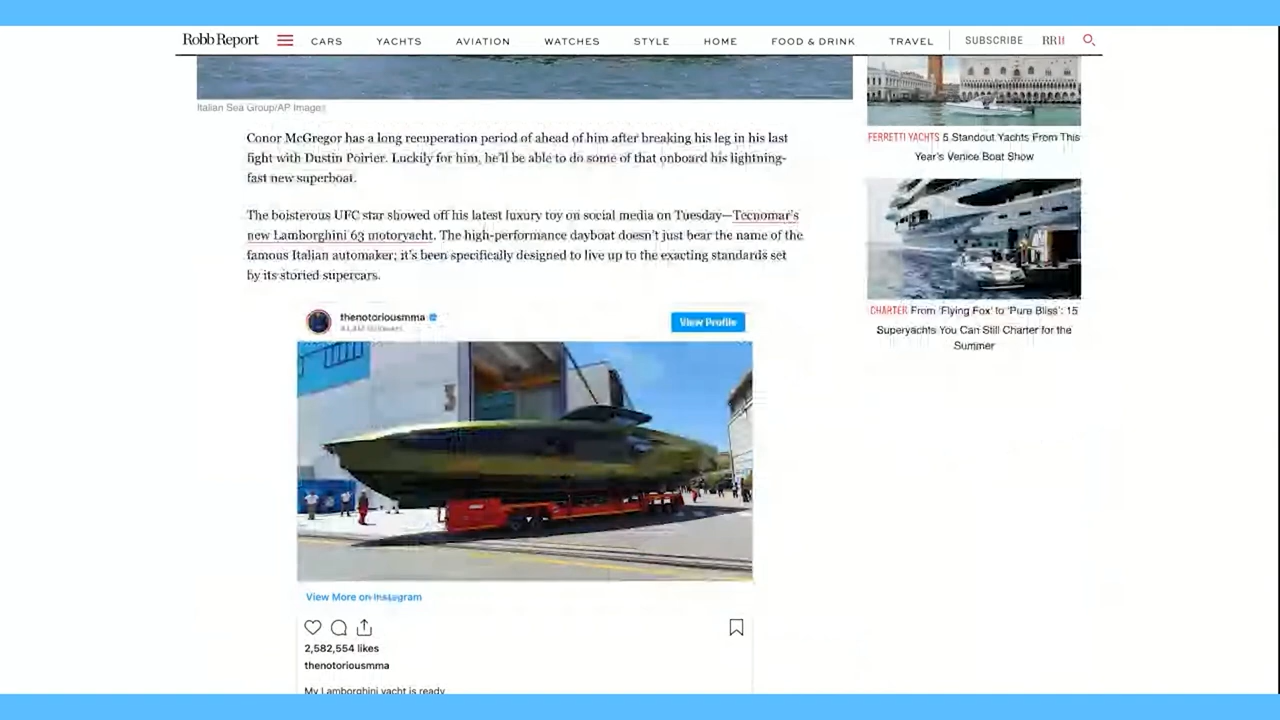 Robb Report
CARS YACHTS AVIATION WATCHES STYLE HOME FOOD & DRINK TRAVEL SUBSCRIBE RR1
Italian Sea Group/AP Images
Conor McGregor has a long recuperation period of ahead of him after breaking his leg in his last
fight with Dustin Poirier. Luckily for him, he'll be able to do some of that onboard his lightning-
fast new superboat.
The boisterous UFC star showed off his latest luxury toy on social media on Tuesday—Tecnomar's
new Lamborghini 63 motoryacht. The high-performance dayboat doesn't just bear the name of the
famous Italian automaker; it's been specifically designed to live up to the exacting standards set
by its storied supercars.
thenotoriousmma
View Profile
3
View More on Instagram
2,582,554 likes
thenotoriousmma
My Lamborghini yacht is ready
FERRETTI YACHTS 5 Standout Yachts From This
Year's Venice Boat Show
CHARTER From 'Flying Fox' to 'Pure Bliss': 15
Superyachts You Can Still Charter for the
Summer